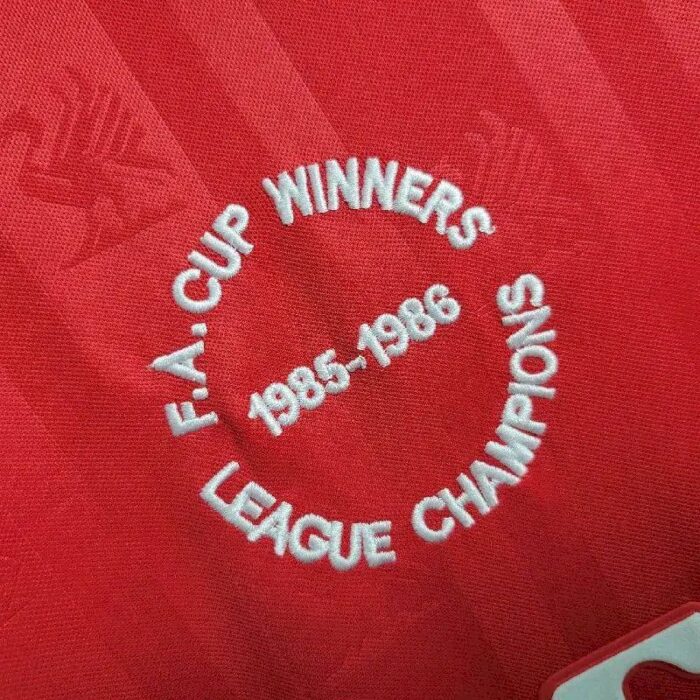 F.A. CUP WINNERS
1985-1986
LEAGUE CHAMPIONS